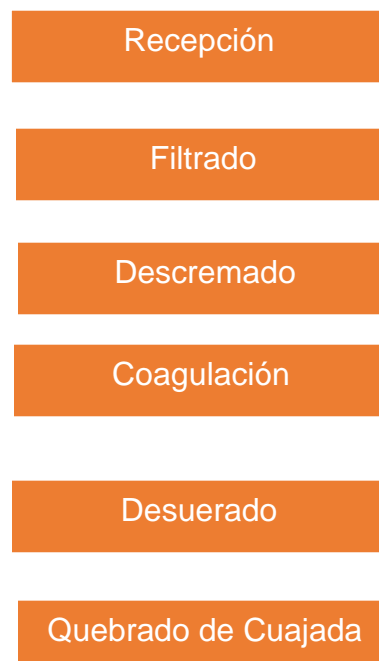 Recepción
Filtrado
Descremado
Coagulación
Desuerado
Quebrado de Cuajada